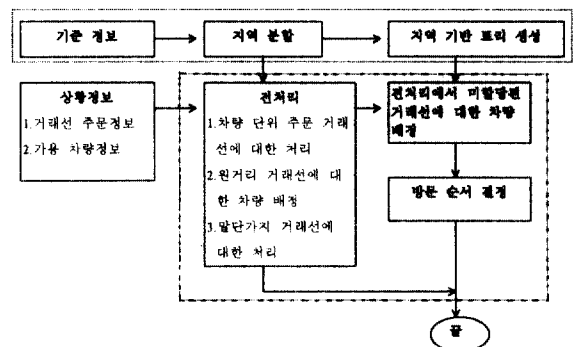 기준 정보
지역 분할
지역 기반 트리 생성
상황정보
1.거래선 주문정보
2.가용 차량정보
전처리
1.차량 단위 주문 거래
선에 대한 처리
2.원거리 거래선에 대
한 차량 배정
3.말단가지 거래선에
대한 처리
전처리에서 미할당된
거래선에 대한 차량
배정
방문 순서 결정
끝